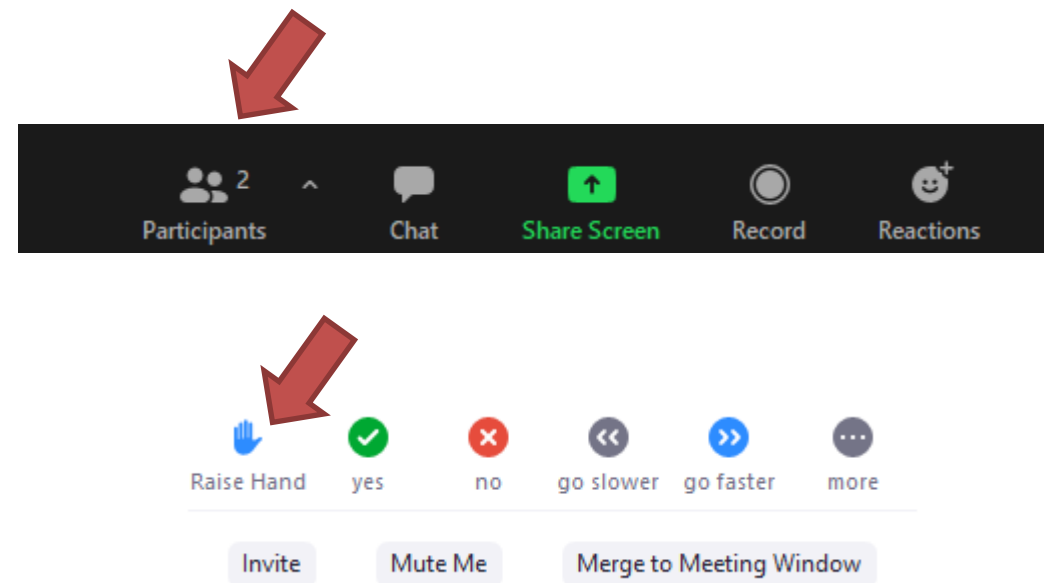 2
Participants Chat Share Screen Record Reactions
Raise Hand yes no go slower go faster more
Invite Mute Me Merge to Meeting Window